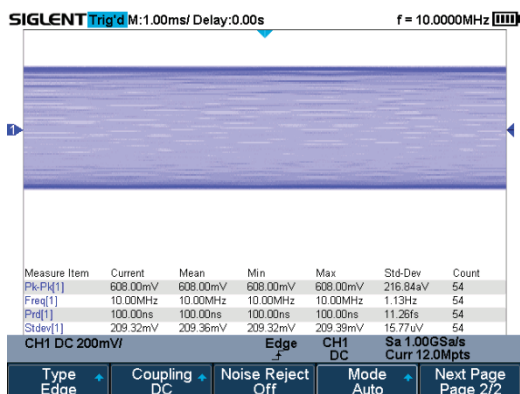 SIGLENT Trig'd M:1.00ms/ Delay:0.00s f = 10.0000MHz
1
Measure Item Current Mean Min Max Std-Dev Count
Pk-Pk[1] 608.00mV 608.00mV 608.00mV 608.00mV 216.84aV 54
Freq[1] 10.00MHz 10.00MHz 10.00MHz 10.00MHz 1.13Hz 54
Prd[1] 100.00ns 100.00ns 100.00ns 100.00ns 11.26fs 54
Stdev[1] 209.32mV 209.36mV 209.32mV 209.39mV 15.77uV 54
CH1 DC 200mV/ Edge CH1 Sa 1.00GSa/s
DC Curr 12.0Mpts
Type Coupling Noise Reject Mode Next Page
Edge DC Off Auto Page 2/2